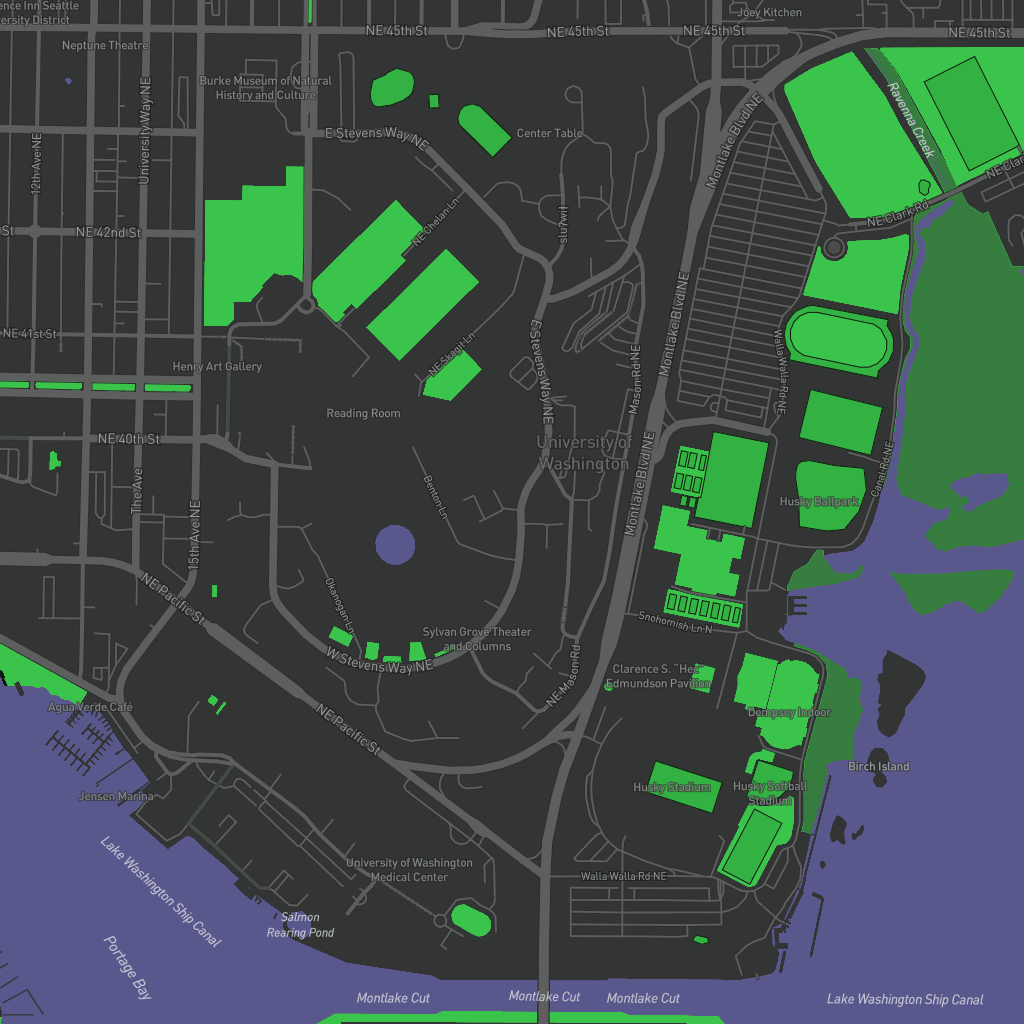 ence Inn Seattle
ersity District
Joey Kitchen
NE 45th St
NE 45th St
NE 45th St
NE 45th St
Neptune Theatre
Burke Museum of Natural
History and Culture
University Way NE
12th Ave NE
E Stevens Way NE
Center Table
Montlake Blvd NE
Ravenna Creek
NE Clar
NE Clark Rd
NE Chelan Ln
St
NE 42nd St
NE 41st St
Henry Art Gallery
NE Skagit Ln
E Stevens Way NE
Montlake Blvd NE
Mason Rd NE
Walla Walla Rd NE
Reading Room
NE 40th St
The Ave
15th Ave NE
University of
Washington
Benton Ln
Montlake Blvd NE
Canal Rd NE
Husky Ballpark
NE Pacific St
Okanogan Ln
Sylvan Grove Theater
and Columns
W Stevens Way NE
Snohomish Ln N
NE Mason Rd
Clarence S. "Hec"
Edmundson Pavilion
Dempsey Indoor
Agua Verde Café
NE Pacific St
Birch Island
Jensen Marina
Husky Stadium
Husky Softball
Stadium
Lake Washington Ship Canal
University of Washington
Medical Center
Walla Walla Rd NE
Salmon
Rearing Pond
Portage Bay
Montlake Cut
Montlake Cut
Montlake Cut
Lake Washington Ship Canal